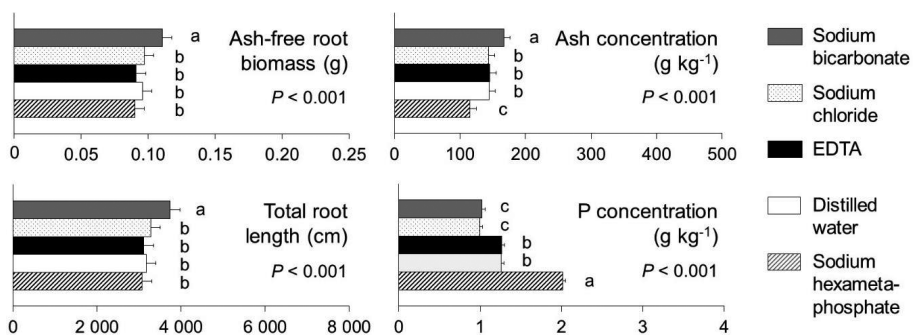 a
b
b
b
b
Ash-free root
biomass (g)
P < 0.001
0 0.05 0.10 0.15 0.20 0.25
a
b
b
b
c
Ash concentration
(g kg⁻¹)
P < 0.001
0 100 200 300 400 500
a
b
b
b
b
Total root
length (cm)
P < 0.001
0 2 000 4 000 6 000 8 000
c
c
b
b
a
P concentration
(g kg⁻¹)
P < 0.001
0 1 2 3 4
Sodium
bicarbonate
Sodium
chloride
EDTA
Distilled
water
Sodium
hexameta-
phosphate